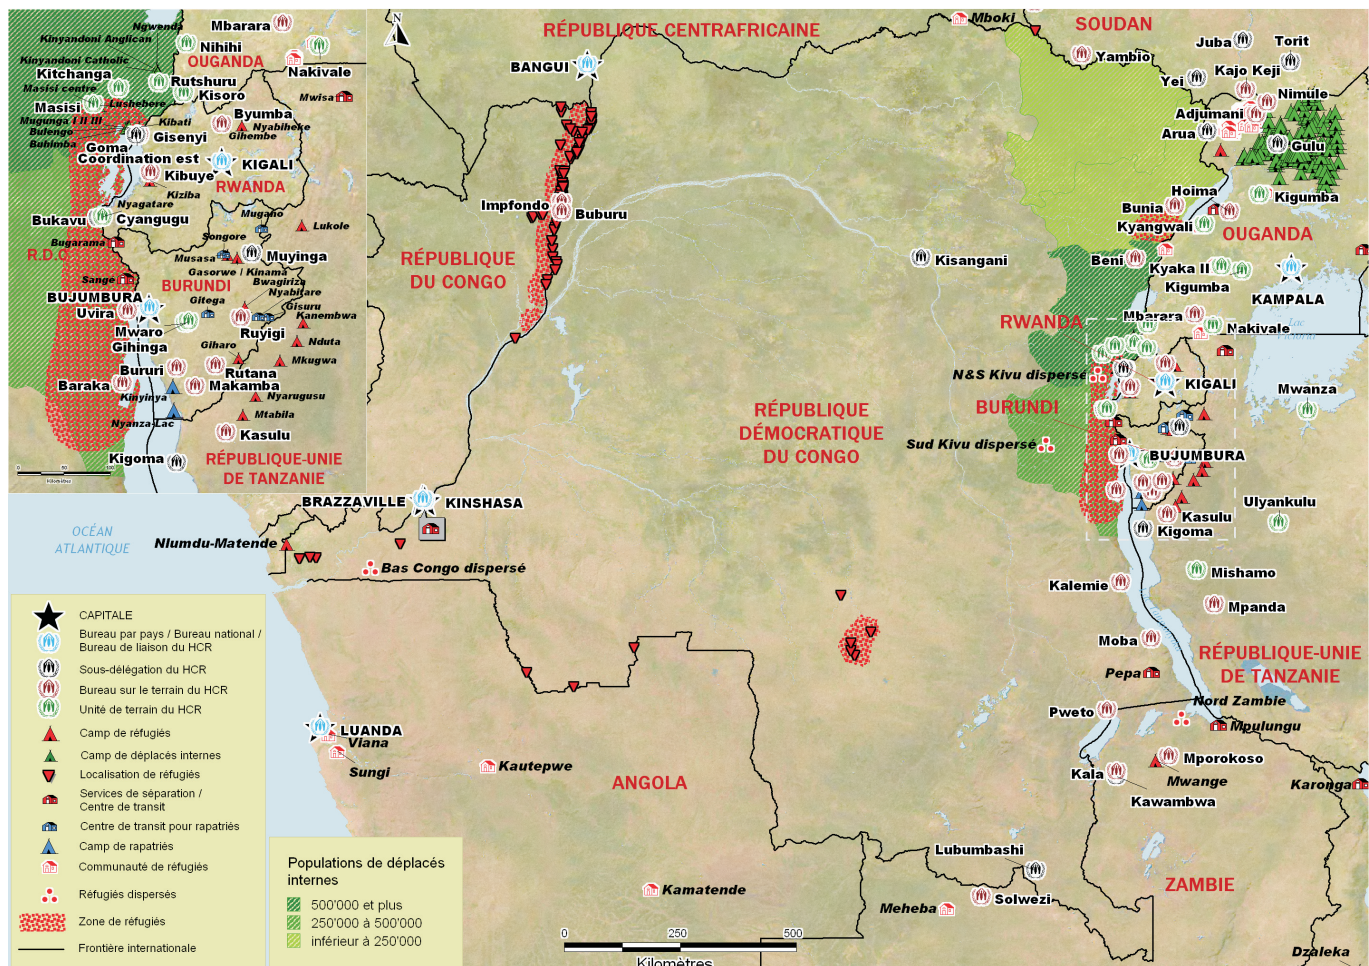 Ngwenda
Kinyandoni Anglican
Mbarara
Nihihi
OUGANDA
Kinyandoni Catholic
Kitchanga
Nakivale
Masisi centre
Rutshuru
Kisoro
Mwisa
Masisi
Lushebere
Byumba
Mugunga I II III
Kibati
Nyabiheke
Bulengo
Gisenyi
Gihembe
Buhimba
Goma
Coordination est
KIGALI
Kibuye
RWANDA
Kiziba
Nyagatare
Mugano
Bukavu
Cyangugu
Lukole
Songore
Bugarama
R.D.C
Musasa
Muyinga
Gasorwe / Kinama
Sange
BURUNDI
Bwagiriza
Nyabitare
BUJUMBURA
Gitega
Gisuru
Uvira
Kanembwa
Mwaro
Ruyigi
Gihinga
Giharo
Nduta
Mkugwa
Bururi
Rutana
Baraka
Makamba
Kinyinya
Nyarugusu
Nyanza-Lac
Mtabila
Kasulu
Kigoma
RÉPUBLIQUE-UNIE
DE TANZANIE
0 50 100
Kilomètres
N
RÉPUBLIQUE CENTRAFRICAINE
Mboki
SOUDAN
BANGUI
Yambio
Juba
Torit
Yei
Kajo Keji
Nimule
Adjumani
Arua
Gulu
Hoima
Impfondo
Buburu
Bunia
Kigumba
Kyangwali
OUGANDA
RÉPUBLIQUE
DU CONGO
Kisangani
Beni
Kyaka II
Kigumba
KAMPALA
Mbarara
RWANDA
Nakivale
Lac
Victoria
N&S Kivu dispersé
KIGALI
Mwanza
BURUNDI
RÉPUBLIQUE
DÉMOCRATIQUE
DU CONGO
Sud Kivu dispersé
BUJUMBURA
BRAZZAVILLE
KINSHASA
Ulyankulu
Kasulu
Kigoma
OCÉAN
ATLANTIQUE
Nlumdu-Matende
Bas Congo dispersé
Kalemie
Mishamo
Mpanda
Moba
RÉPUBLIQUE-UNIE
DE TANZANIE
Pepa
Nord Zambie
Pweto
Mpulungu
LUANDA
Viana
Sungi
Kautepwe
ANGOLA
Mporokoso
Kala
Mwange
Kawambwa
Karonga
Lubumbashi
ZAMBIE
Kamatende
Meheba
Solwezi
Dzaleka
CAPITALE
Bureau par pays / Bureau national /
Bureau de liaison du HCR
Sous-délégation du HCR
Bureau sur le terrain du HCR
Unité de terrain du HCR
Camp de réfugiés
Camp de déplacés internes
Localisation de réfugiés
Services de séparation /
Centre de transit
Centre de transit pour rapatriés
Camp de rapatriés
Communauté de réfugiés
Réfugiés dispersés
Zone de réfugiés
Frontière internationale
Populations de déplacés
internes
500'000 et plus
250'000 à 500'000
inférieur à 250'000
0 250 500
Kilomètres